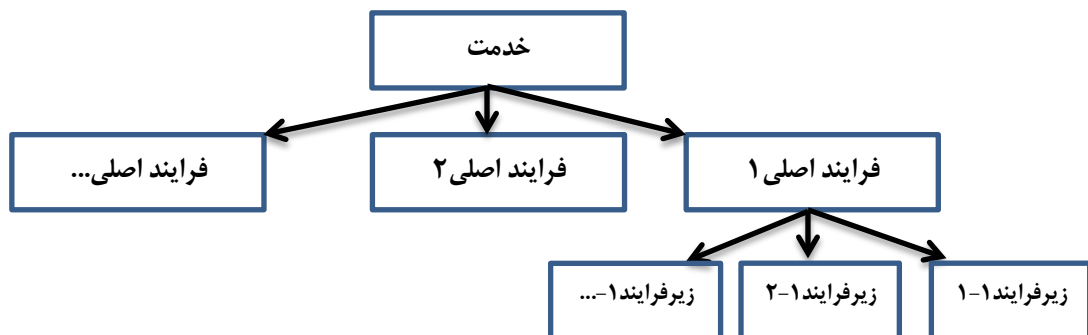 خدمت
فرایند اصلی۱
فرایند اصلی۲
فرایند اصلی...
زیرفرایند۱-۱
زیرفرایند۱-۲
زیرفرایند۱-...